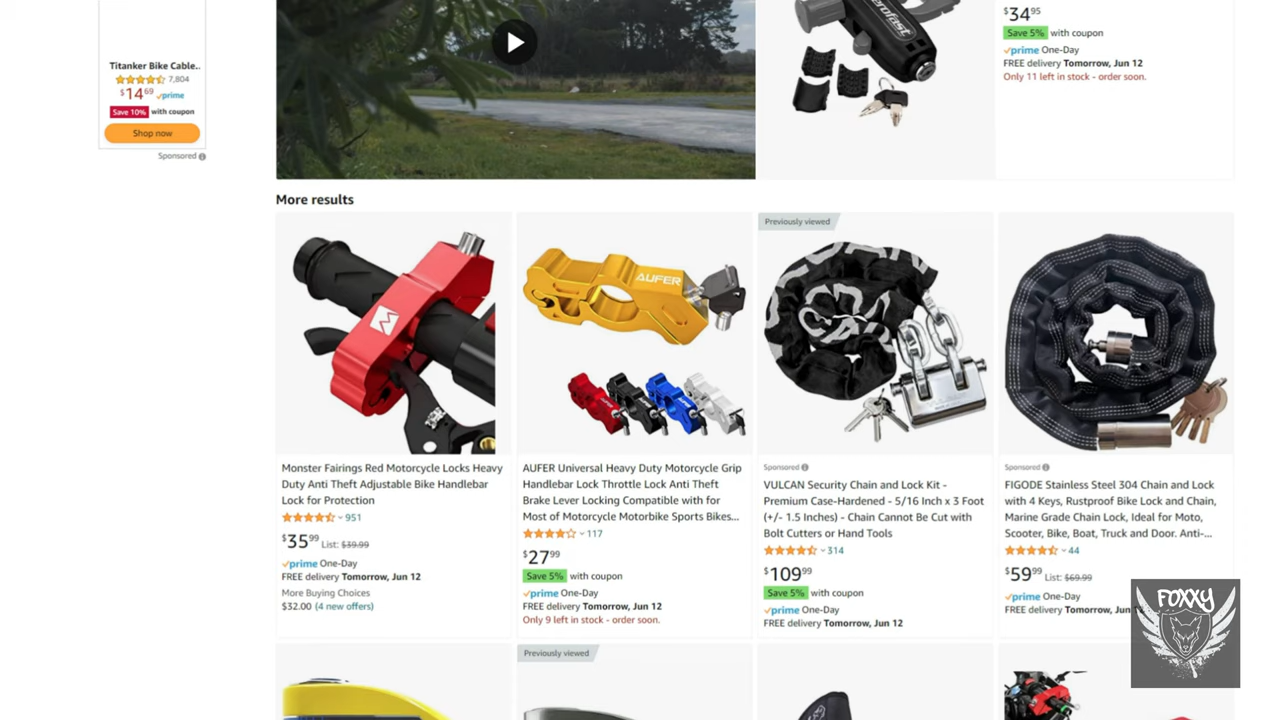 Titanker Bike Cable..
7,804
$14.69 prime
Save 10% with coupon
Shop now
Sponsored
$34.95
Save 5% with coupon
prime One-Day
FREE delivery Tomorrow, Jun 12
Only 11 left in stock - order soon.
More results
AUFER
AUFER
Monster Fairings Red Motorcycle Locks Heavy
Duty Anti Theft Adjustable Bike Handlebar
Lock for Protection
951
$35.99 List: $39.99
prime One-Day
FREE delivery Tomorrow, Jun 12
More Buying Choices
$32.00 (4 new offers)
AUFER Universal Heavy Duty Motorcycle Grip
Handlebar Lock Throttle Lock Anti Theft
Brake Lever Locking Compatible with for
Most of Motorcycle Motorbike Sports Bikes...
117
$27.99
Save 5% with coupon
prime One-Day
FREE delivery Tomorrow, Jun 12
Only 9 left in stock - order soon.
Previously viewed
Sponsored
VULCAN Security Chain and Lock Kit -
Premium Case-Hardened - 5/16 Inch x 3 Foot
(+/- 1.5 Inches) - Chain Cannot Be Cut with
Bolt Cutters or Hand Tools
314
$109.99
Save 5% with coupon
prime One-Day
FREE delivery Tomorrow, Jun 12
Sponsored
FIGODE Stainless Steel 304 Chain and Lock
with 4 Keys, Rustproof Bike Lock and Chain,
Marine Grade Chain Lock, Ideal for Moto,
Scooter, Bike, Boat, Truck and Door. Anti-...
44
$59.99 List: $69.99
prime One-Day
FREE delivery Tomorrow, Jun 12
Previously viewed
FOXXY